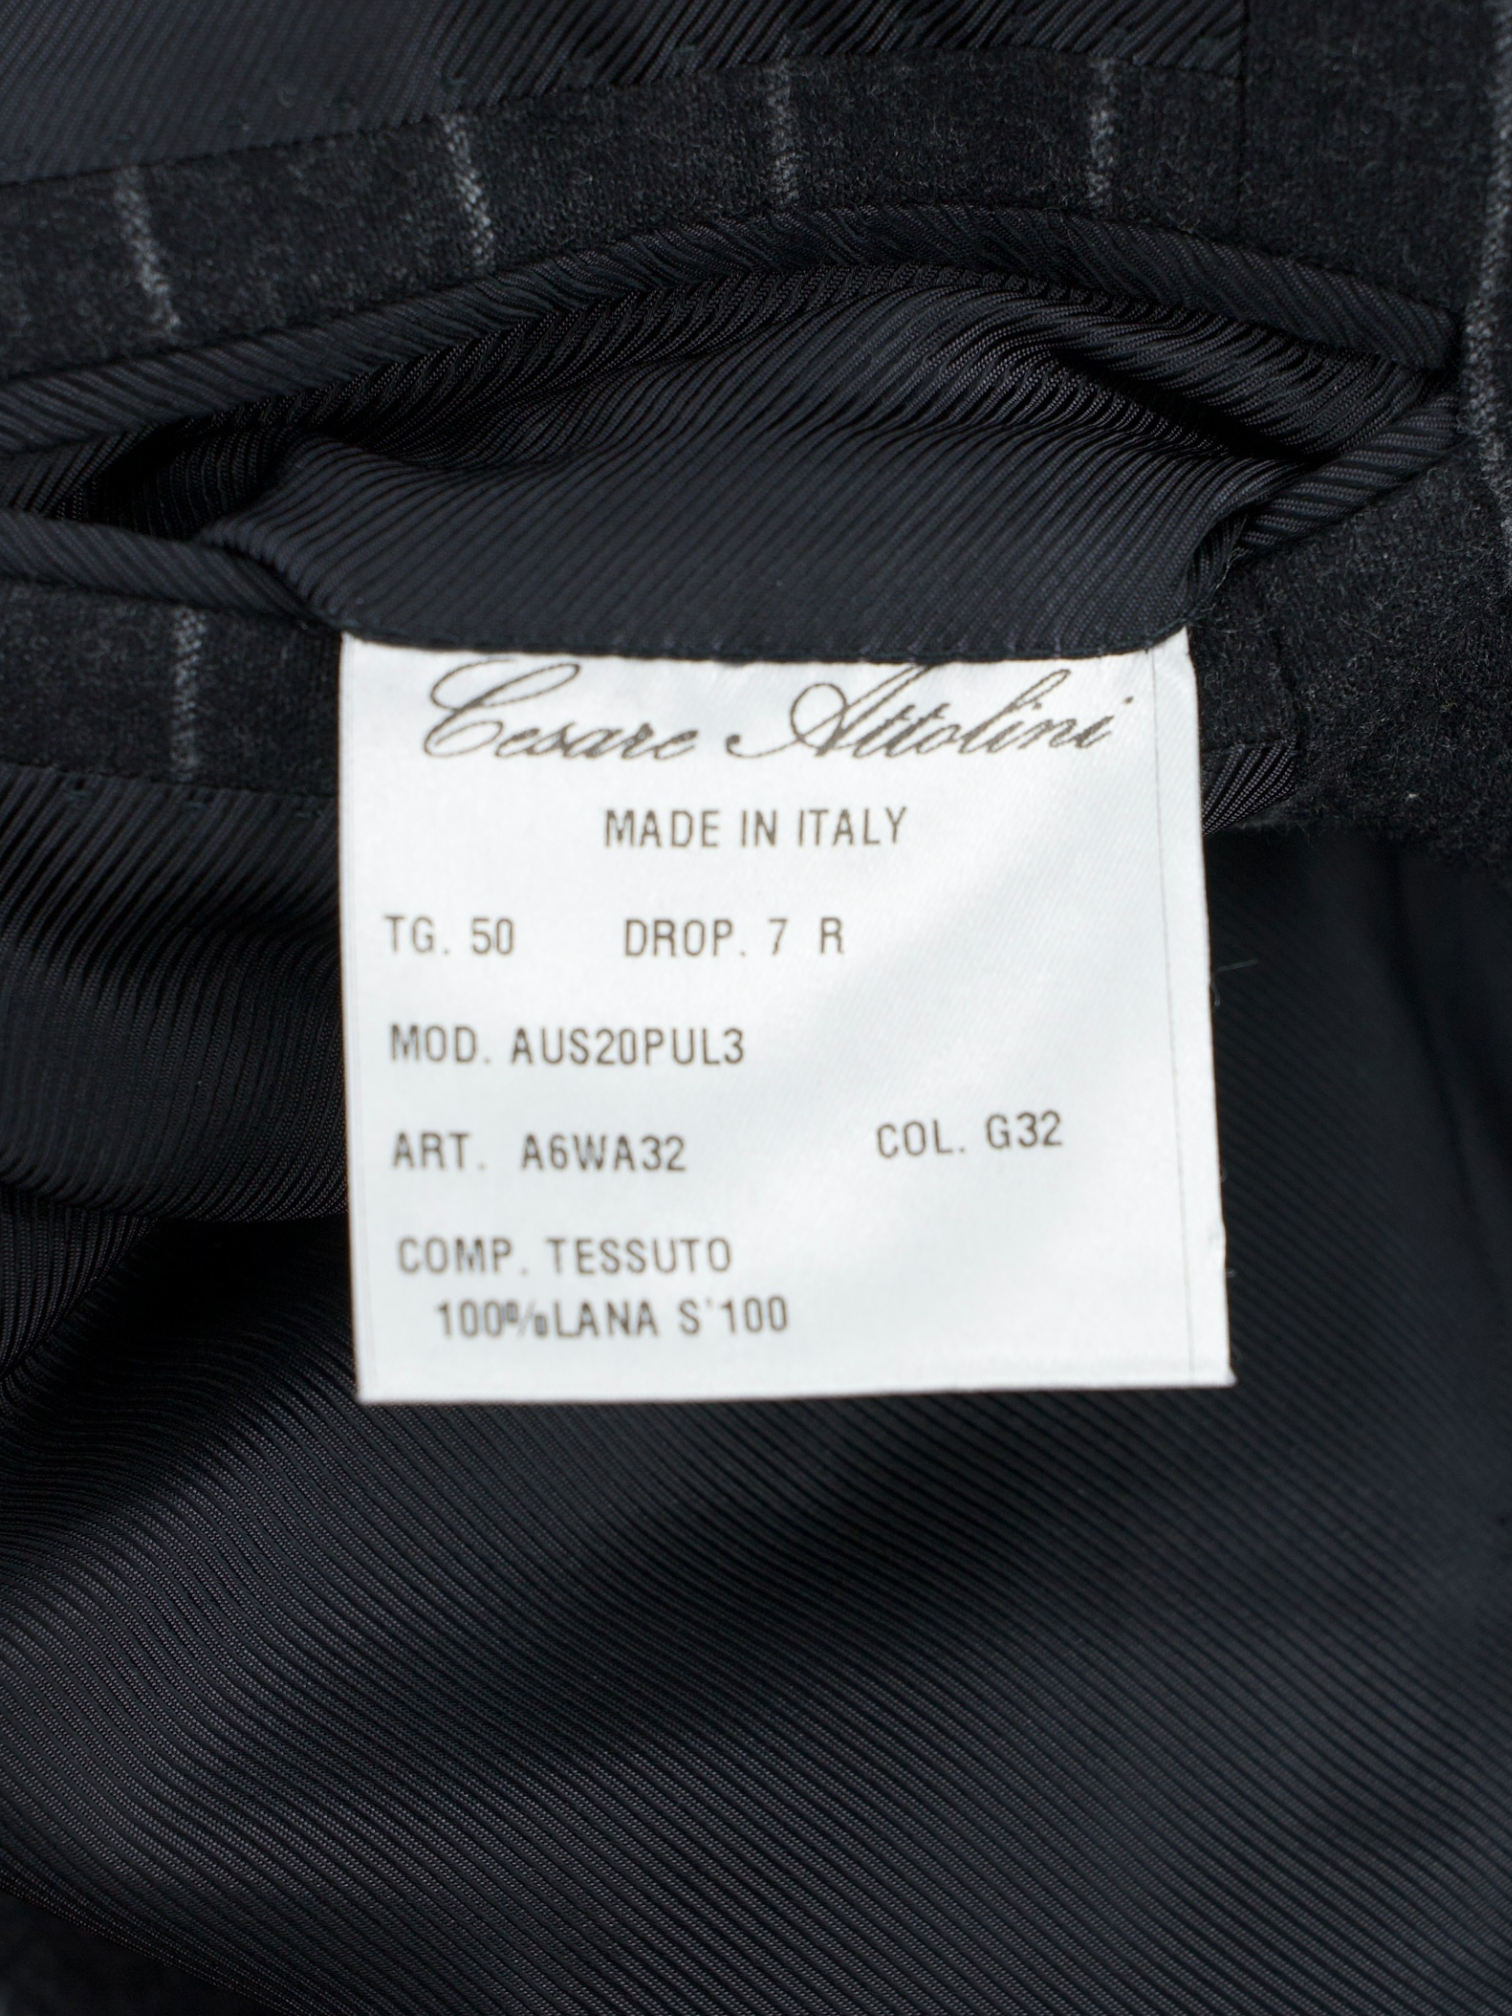 Cesare Attolini
MADE IN ITALY
TG. 50 DROP. 7 R
MOD. AUS20PUL3
ART. A6WA32 COL. G32
COMP. TESSUTO
100%LANA S'100